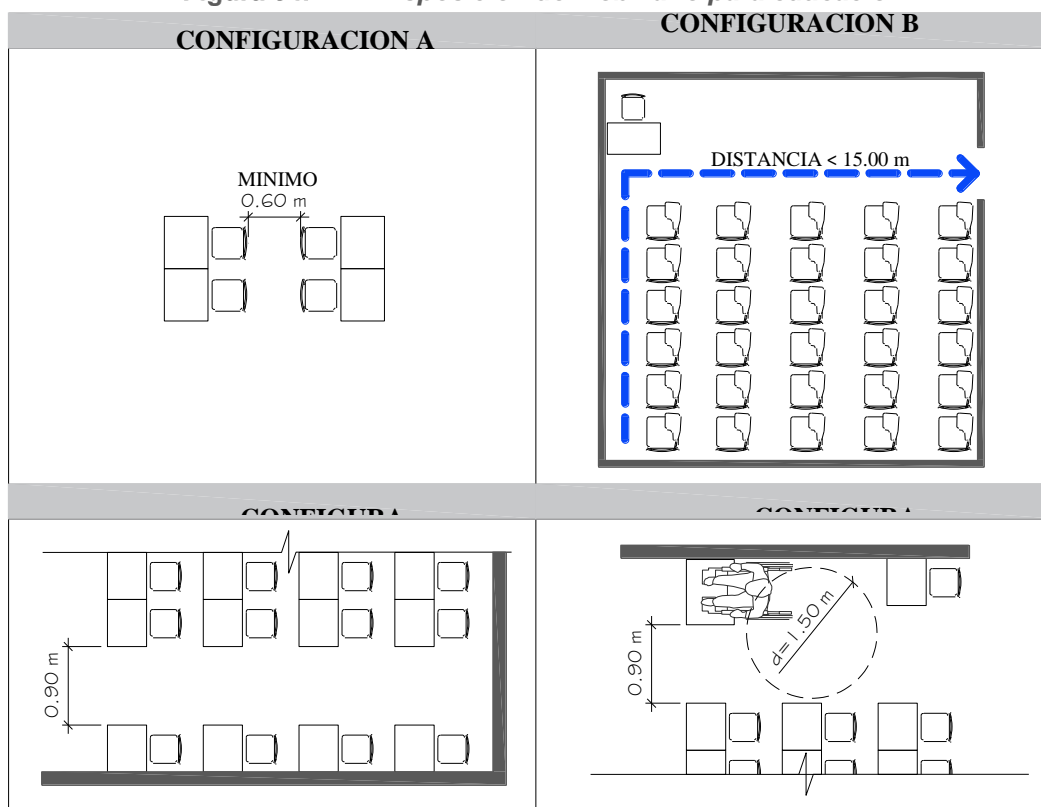 CONFIGURACION A
CONFIGURACION B
MINIMO
0.60 m
DISTANCIA < 15.00 m
0.90 m
0.90 m
d=1.50 m